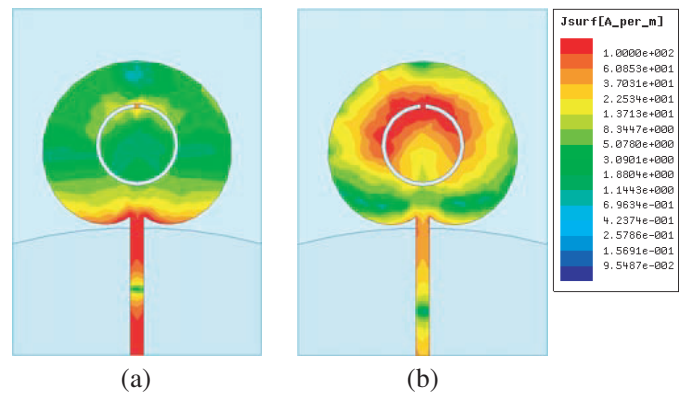 Jsurf[A_per_m]
1.0000e+002
6.0853e+001
3.7031e+001
2.2534e+001
1.3713e+001
8.3447e+000
5.0780e+000
3.0901e+000
1.8804e+000
1.1443e+000
6.9634e-001
4.2374e-001
2.5786e-001
1.5691e-001
9.5487e-002
(a)
(b)